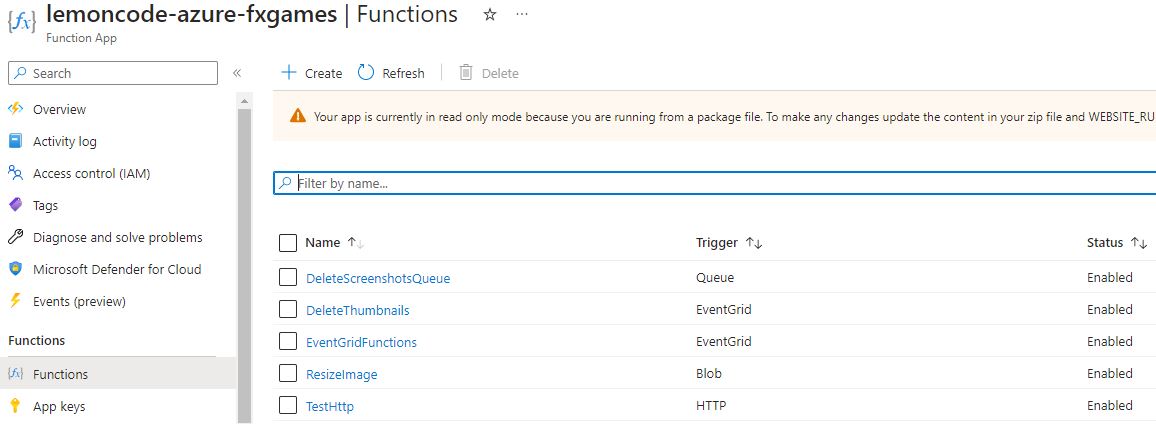 lemoncode-azure-fxgames | Functions
Function App
Search
Overview
Activity log
Access control (IAM)
Tags
Diagnose and solve problems
Microsoft Defender for Cloud
Events (preview)
Functions
Functions
App keys
Create Refresh Delete
Your app is currently in read only mode because you are running from a package file. To make any changes update the content in your zip file and WEBSITE_RU
Filter by name...
Name Trigger Status
DeleteScreenshotsQueue Queue Enabled
DeleteThumbnails EventGrid Enabled
EventGridFunctions EventGrid Enabled
ResizeImage Blob Enabled
TestHttp HTTP Enabled